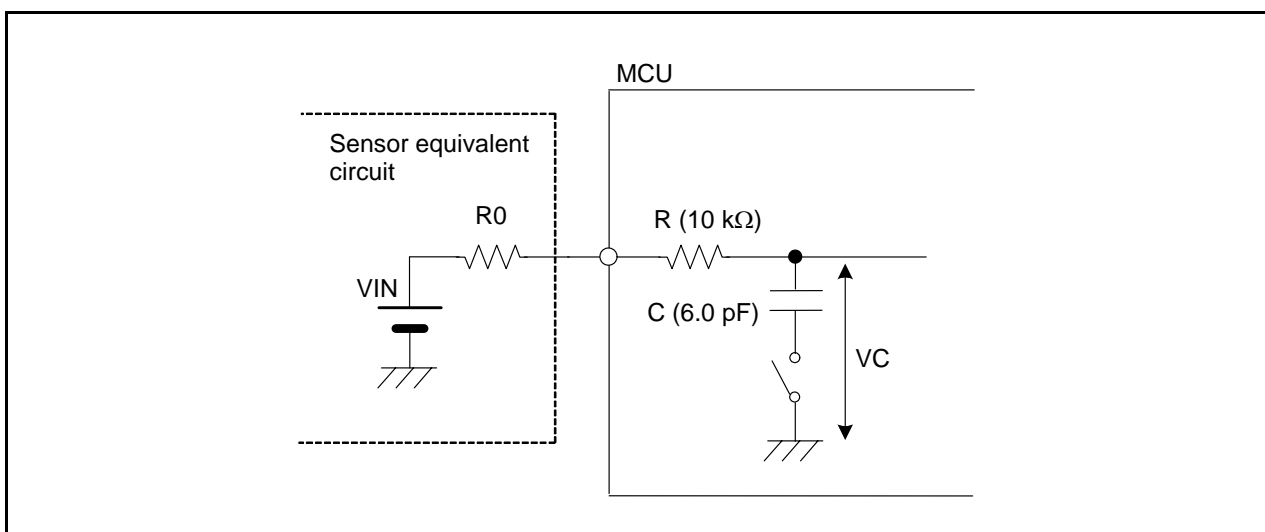 MCU
Sensor equivalent
circuit
R0
R (10 kΩ)
VIN
C (6.0 pF)
VC